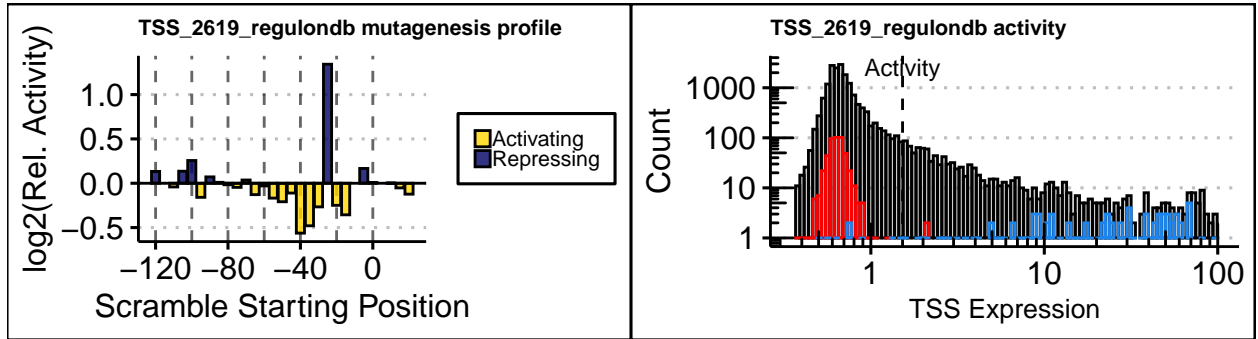 TSS_2619_regulondb mutagenesis profile
log2(Rel. Activity)
1.0
0.5
0.0
−0.5
−120
−80
−40
0
Scramble Starting Position
Activating
Repressing
TSS_2619_regulondb activity
Activity
Count
1000
100
10
1
1
10
100
TSS Expression